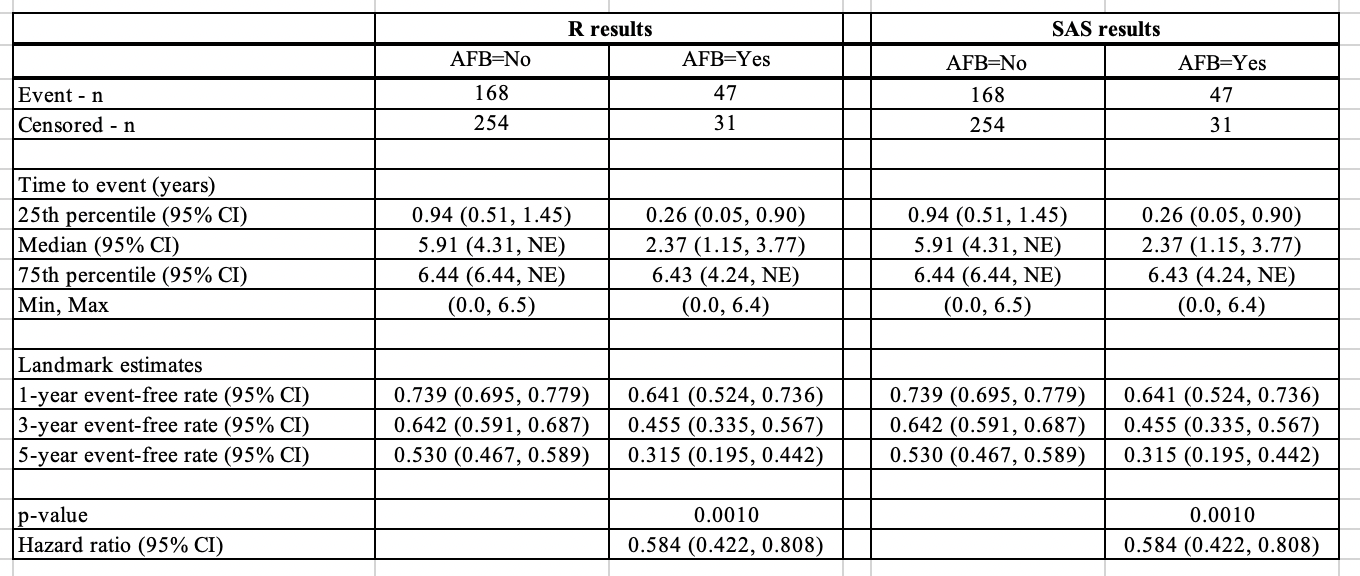 R results SAS results
AFB=No AFB=Yes AFB=No AFB=Yes
Event - n 168 47 168 47
Censored - n 254 31 254 31
Time to event (years)
25th percentile (95% CI) 0.94 (0.51, 1.45) 0.26 (0.05, 0.90) 0.94 (0.51, 1.45) 0.26 (0.05, 0.90)
Median (95% CI) 5.91 (4.31, NE) 2.37 (1.15, 3.77) 5.91 (4.31, NE) 2.37 (1.15, 3.77)
75th percentile (95% CI) 6.44 (6.44, NE) 6.43 (4.24, NE) 6.44 (6.44, NE) 6.43 (4.24, NE)
Min, Max (0.0, 6.5) (0.0, 6.4) (0.0, 6.5) (0.0, 6.4)
Landmark estimates
1-year event-free rate (95% CI) 0.739 (0.695, 0.779) 0.641 (0.524, 0.736) 0.739 (0.695, 0.779) 0.641 (0.524, 0.736)
3-year event-free rate (95% CI) 0.642 (0.591, 0.687) 0.455 (0.335, 0.567) 0.642 (0.591, 0.687) 0.455 (0.335, 0.567)
5-year event-free rate (95% CI) 0.530 (0.467, 0.589) 0.315 (0.195, 0.442) 0.530 (0.467, 0.589) 0.315 (0.195, 0.442)
p-value 0.0010 0.0010
Hazard ratio (95% CI) 0.584 (0.422, 0.808) 0.584 (0.422, 0.808)